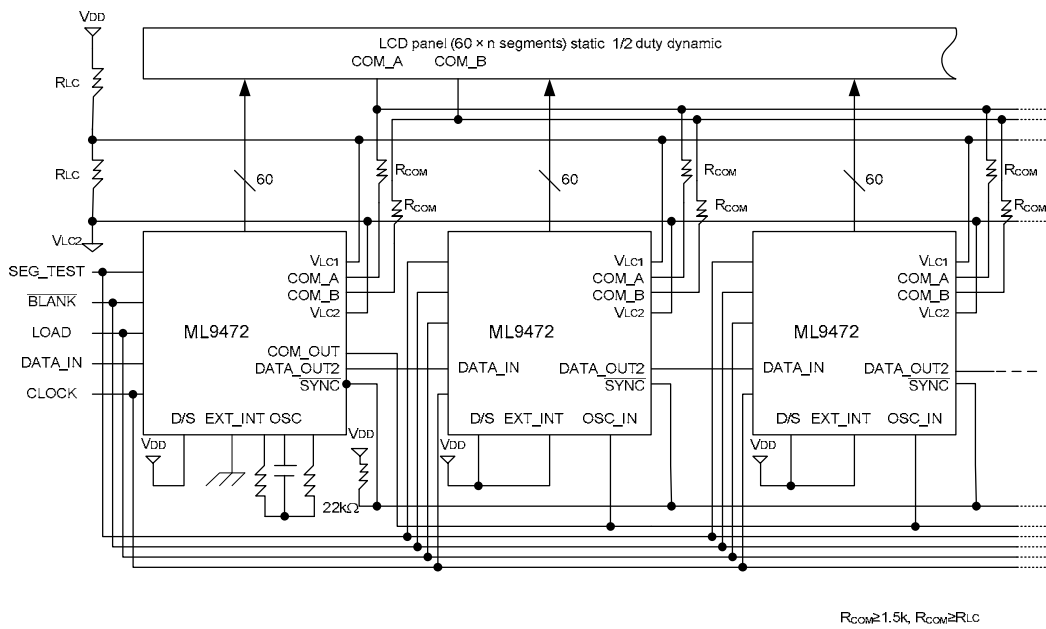 VDD
LCD panel (60 × n segments) static 1/2 duty dynamic
COM_A COM_B
RLC
RLC
60
RCOM
RCOM
60
RCOM
RCOM
60
RCOM
RCOM
VLC2
SEG_TEST
BLANK
LOAD
DATA_IN
CLOCK
VLC1
COM_A
COM_B
VLC2
ML9472
COM_OUT
DATA_OUT2
SYNC
D/S EXT_INT OSC
VLC1
COM_A
COM_B
VLC2
ML9472
DATA_IN
DATA_OUT2
SYNC
D/S EXT_INT OSC_IN
VLC1
COM_A
COM_B
VLC2
ML9472
DATA_IN
DATA_OUT2
SYNC
D/S EXT_INT OSC_IN
VDD
VDD
VDD
VDD
22kΩ
RCOM≥1.5k, RCOM≥RLC